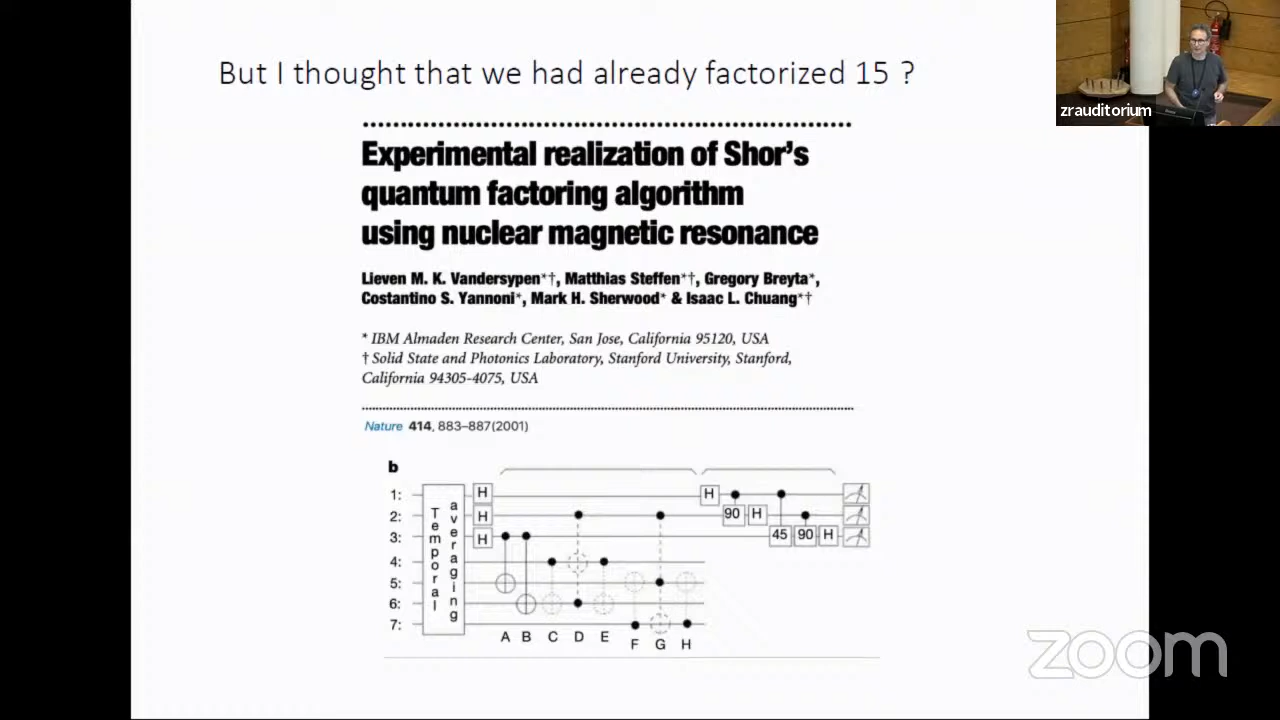 But I thought that we had already factorized 15 ?
zrauditorium
Experimental realization of Shor's
quantum factoring algorithm
using nuclear magnetic resonance
Lieven M. K. Vandersypen*†, Matthias Steffen*†, Gregory Breyta*,
Costantino S. Yannoni*, Mark H. Sherwood* & Isaac L. Chuang*†
* IBM Almaden Research Center, San Jose, California 95120, USA
† Solid State and Photonics Laboratory, Stanford University, Stanford,
California 94305-4075, USA
Nature 414, 883–887(2001)
b
1: H H
2: H 90 H
3: H 45 90 H
4:
5:
6:
7:
Temporal
averaging
A B C D E F G H
zoom